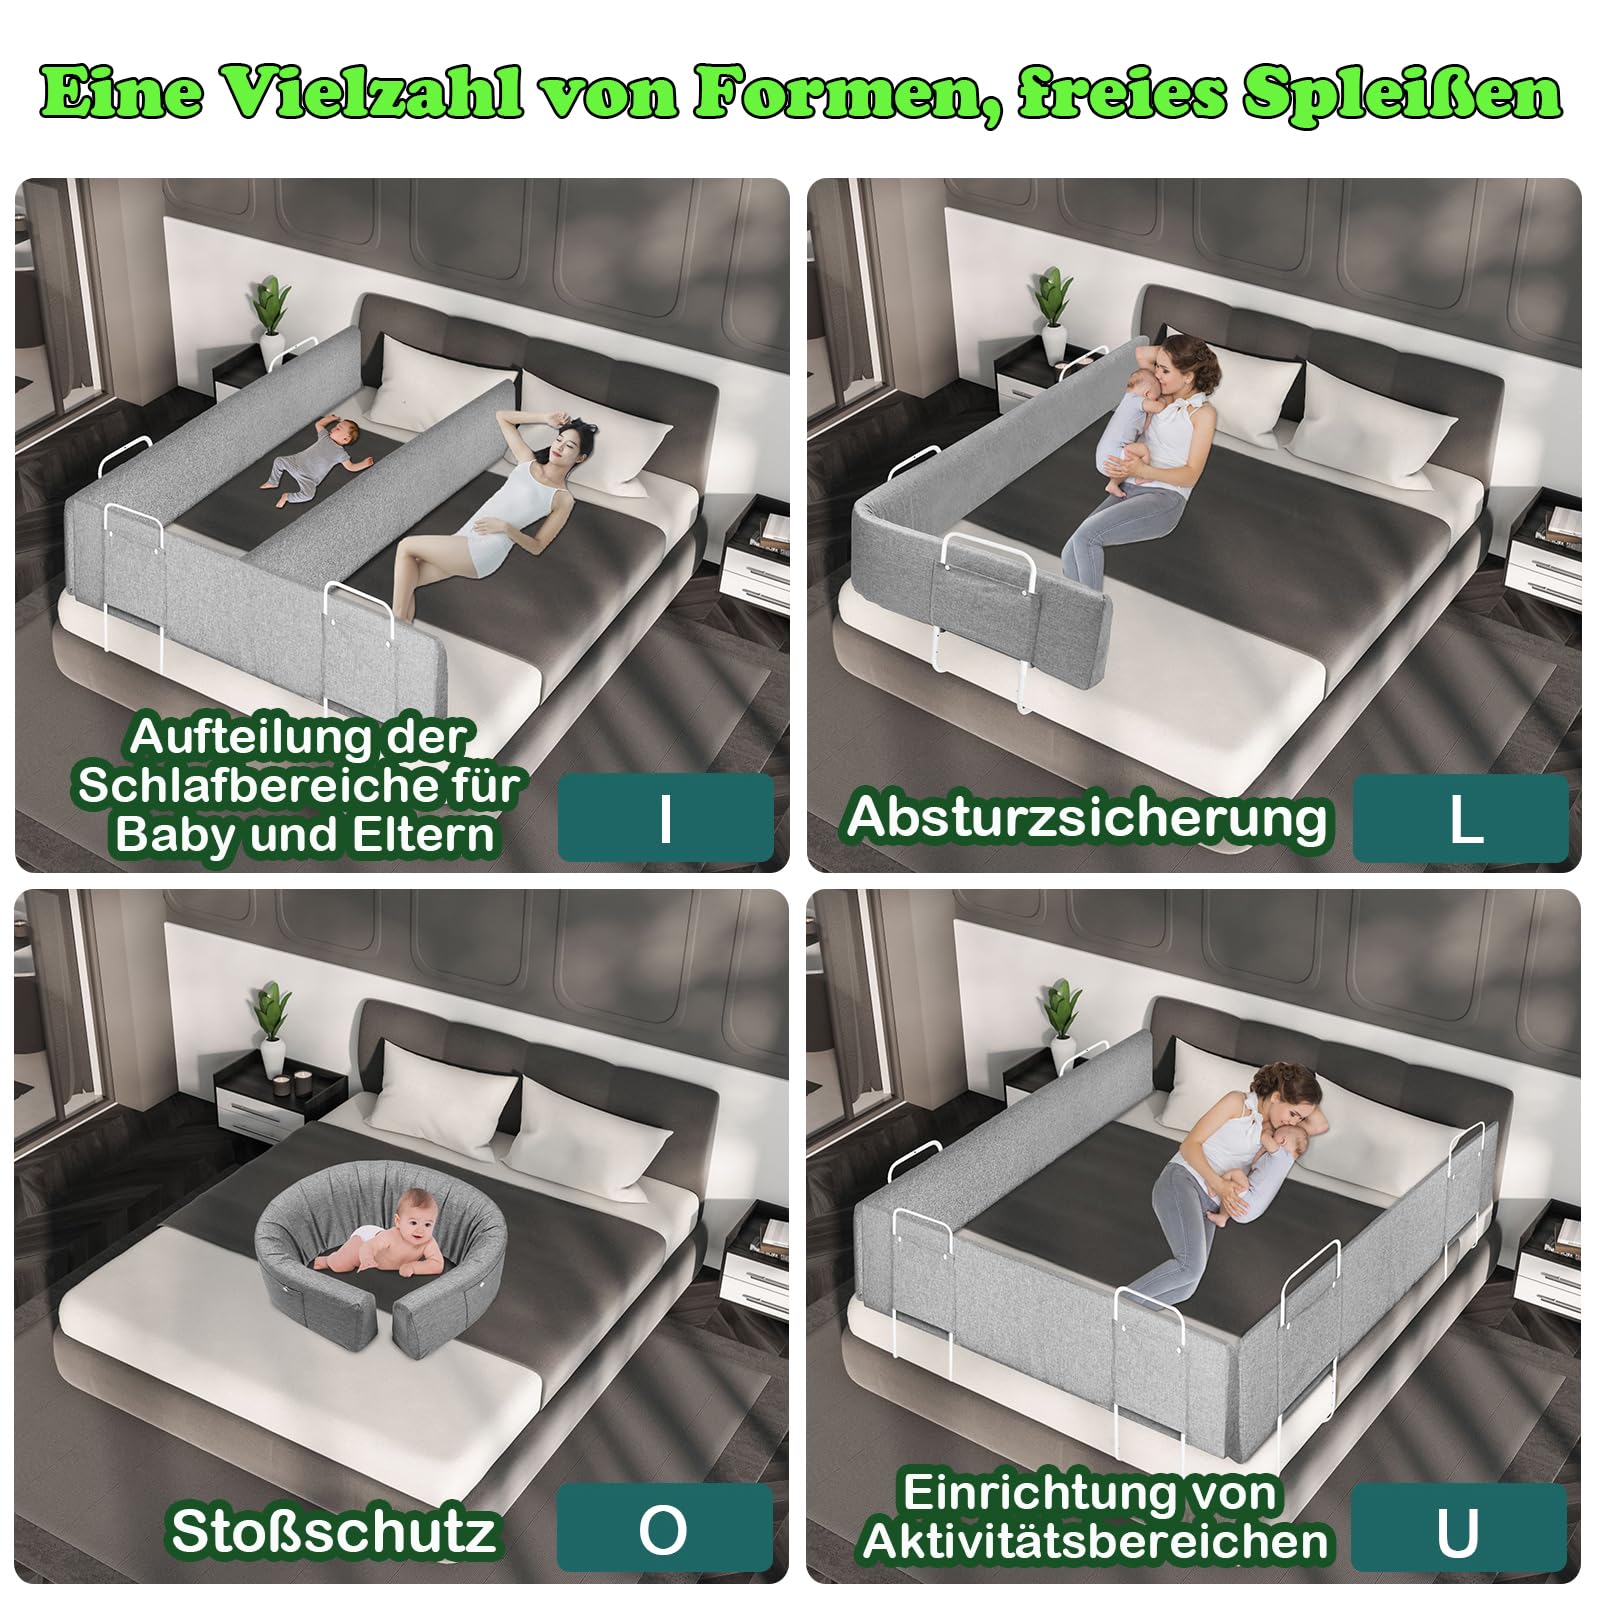 Eine Vielzahl von Formen, freies Spleißen
Aufteilung der
Schlafbereiche für
Baby und Eltern
I
Absturzsicherung
L
Stoßschutz
O
Einrichtung von
Aktivitätsbereichen
U